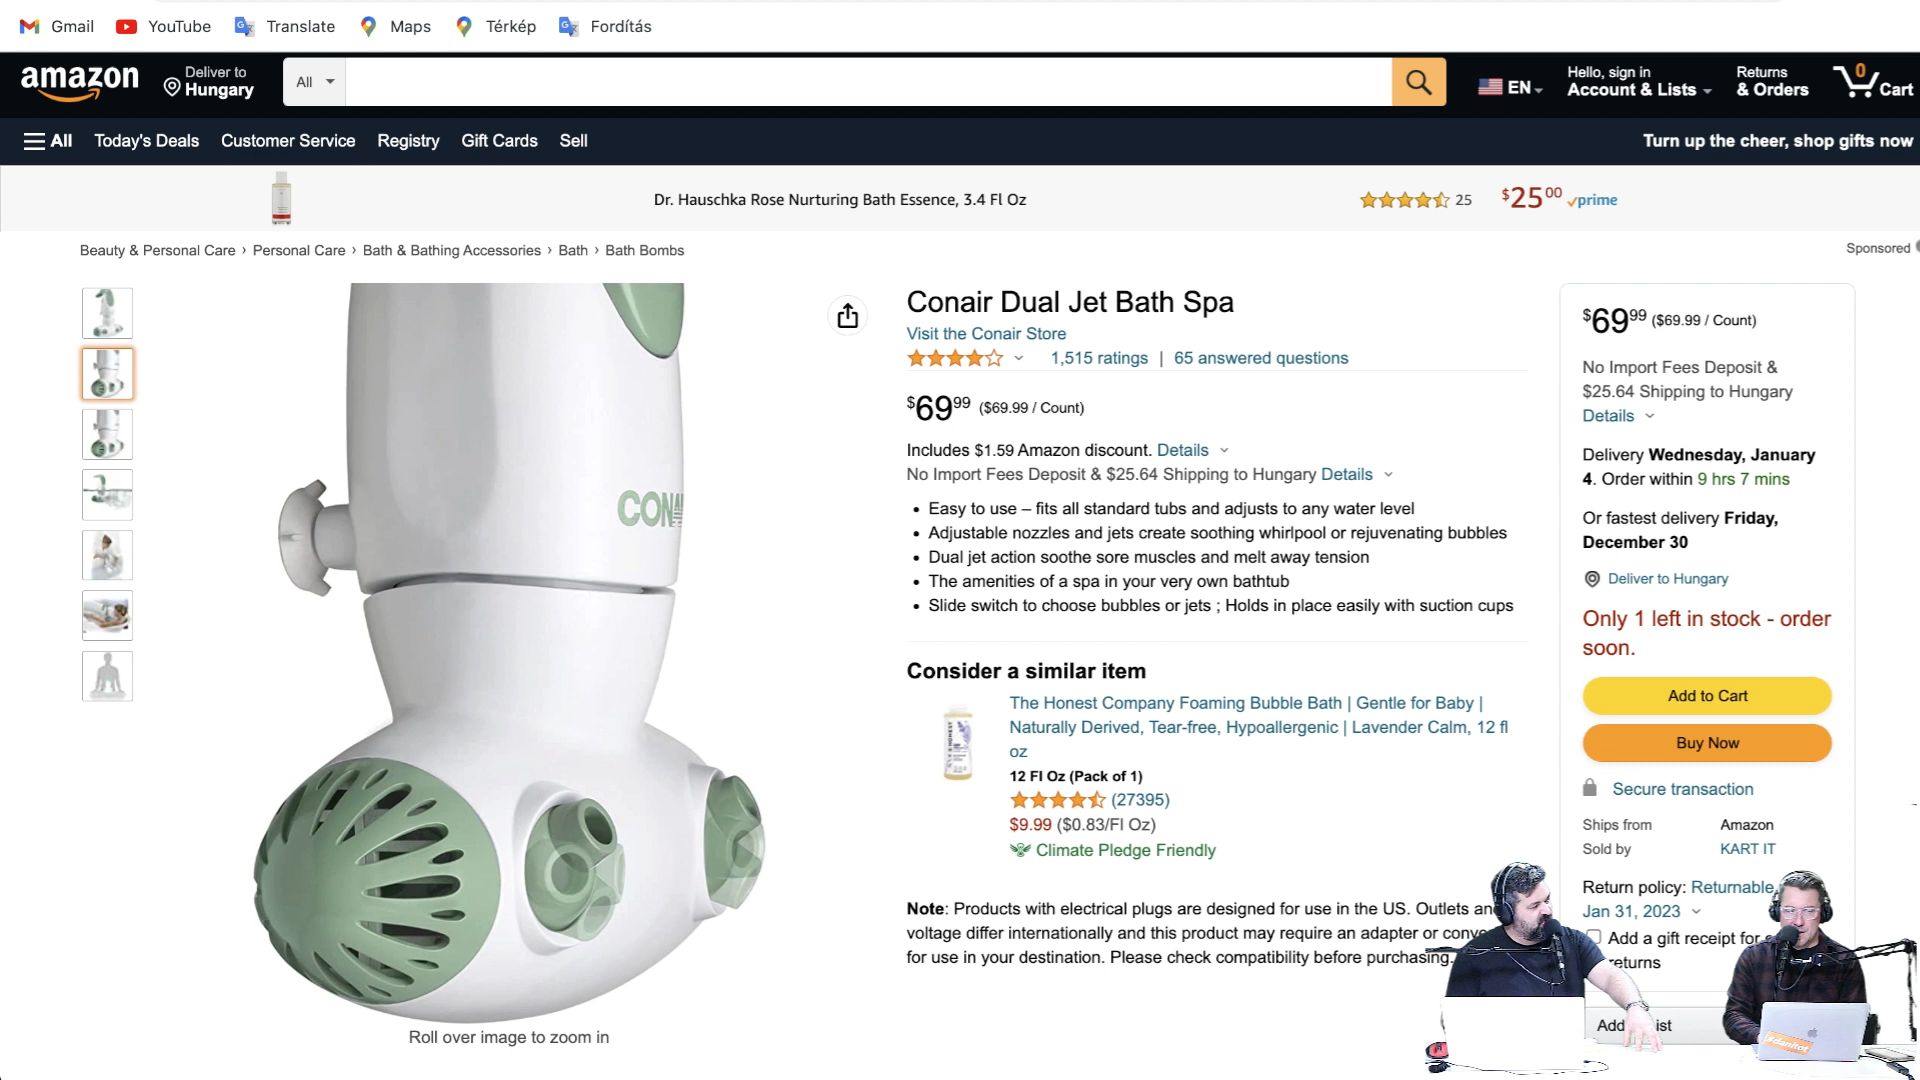 Gmail YouTube Translate Maps Térkép Fordítás
amazon Deliver to Hungary All EN Hello, sign in Account & Lists Returns & Orders 0 Cart
All Today's Deals Customer Service Registry Gift Cards Sell Turn up the cheer, shop gifts now
Dr. Hauschka Rose Nurturing Bath Essence, 3.4 Fl Oz 25 $2500 prime
Beauty & Personal Care › Personal Care › Bath & Bathing Accessories › Bath › Bath Bombs
Sponsored
CONA
Roll over image to zoom in
Conair Dual Jet Bath Spa
Visit the Conair Store
1,515 ratings | 65 answered questions
$6999 ($69.99 / Count)
Includes $1.59 Amazon discount. Details
No Import Fees Deposit & $25.64 Shipping to Hungary Details
• Easy to use – fits all standard tubs and adjusts to any water level
• Adjustable nozzles and jets create soothing whirlpool or rejuvenating bubbles
• Dual jet action soothe sore muscles and melt away tension
• The amenities of a spa in your very own bathtub
• Slide switch to choose bubbles or jets ; Holds in place easily with suction cups
Consider a similar item
The Honest Company Foaming Bubble Bath | Gentle for Baby |
Naturally Derived, Tear-free, Hypoallergenic | Lavender Calm, 12 fl
oz
12 Fl Oz (Pack of 1)
(27395)
$9.99 ($0.83/Fl Oz)
Climate Pledge Friendly
Note: Products with electrical plugs are designed for use in the US. Outlets and
voltage differ internationally and this product may require an adapter or conve
for use in your destination. Please check compatibility before purchasing.
$6999 ($69.99 / Count)
No Import Fees Deposit &
$25.64 Shipping to Hungary
Details
Delivery Wednesday, January
4. Order within 9 hrs 7 mins
Or fastest delivery Friday,
December 30
Deliver to Hungary
Only 1 left in stock - order
soon.
Add to Cart
Buy Now
Secure transaction
Ships from Amazon
Sold by KART IT
Return policy: Returnable
Jan 31, 2023
Add a gift receipt for
returns
Add ist